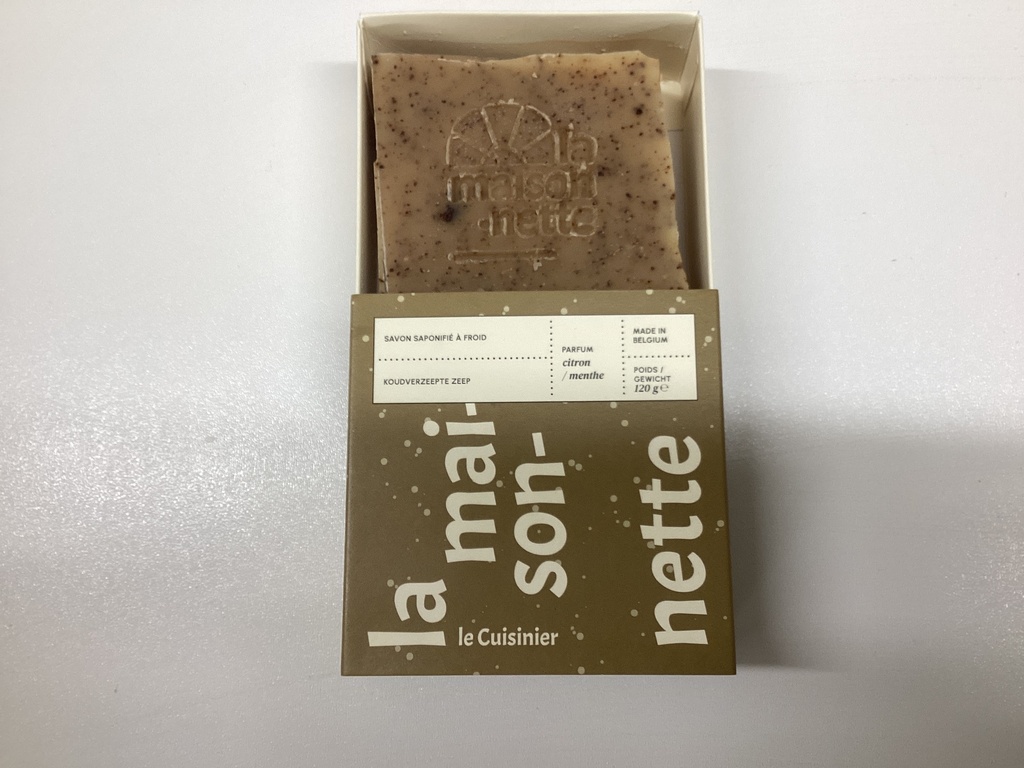 la
maison
nette
SAVON SAPONIFIÉ À FROID
KOUDVERZEEPTE ZEEP
PARFUM
citron
/ menthe
MADE IN
BELGIUM
POIDS /
GEWICHT
120 g ℮
la
mai-
son-
nette
le Cuisinier